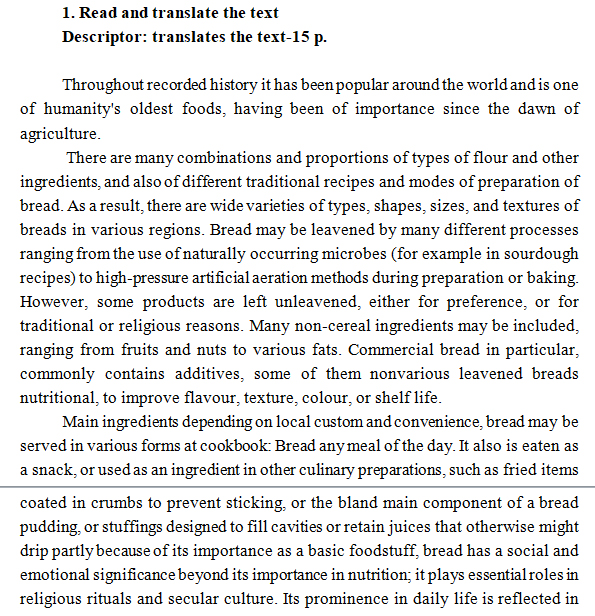 1. Read and translate the text
Descriptor: translates the text-15 p.
Throughout recorded history it has been popular around the world and is one
of humanity's oldest foods, having been of importance since the dawn of
agriculture.
There are many combinations and proportions of types of flour and other
ingredients, and also of different traditional recipes and modes of preparation of
bread. As a result, there are wide varieties of types, shapes, sizes, and textures of
breads in various regions. Bread may be leavened by many different processes
ranging from the use of naturally occurring microbes (for example in sourdough
recipes) to high-pressure artificial aeration methods during preparation or baking.
However, some products are left unleavened, either for preference, or for
traditional or religious reasons. Many non-cereal ingredients may be included,
ranging from fruits and nuts to various fats. Commercial bread in particular,
commonly contains additives, some of them nonvarious leavened breads
nutritional, to improve flavour, texture, colour, or shelf life.
Main ingredients depending on local custom and convenience, bread may be
served in various forms at cookbook: Bread any meal of the day. It also is eaten as
a snack, or used as an ingredient in other culinary preparations, such as fried items
coated in crumbs to prevent sticking, or the bland main component of a bread
pudding, or stuffings designed to fill cavities or retain juices that otherwise might
drip partly because of its importance as a basic foodstuff, bread has a social and
emotional significance beyond its importance in nutrition; it plays essential roles in
religious rituals and secular culture. Its prominence in daily life is reflected in